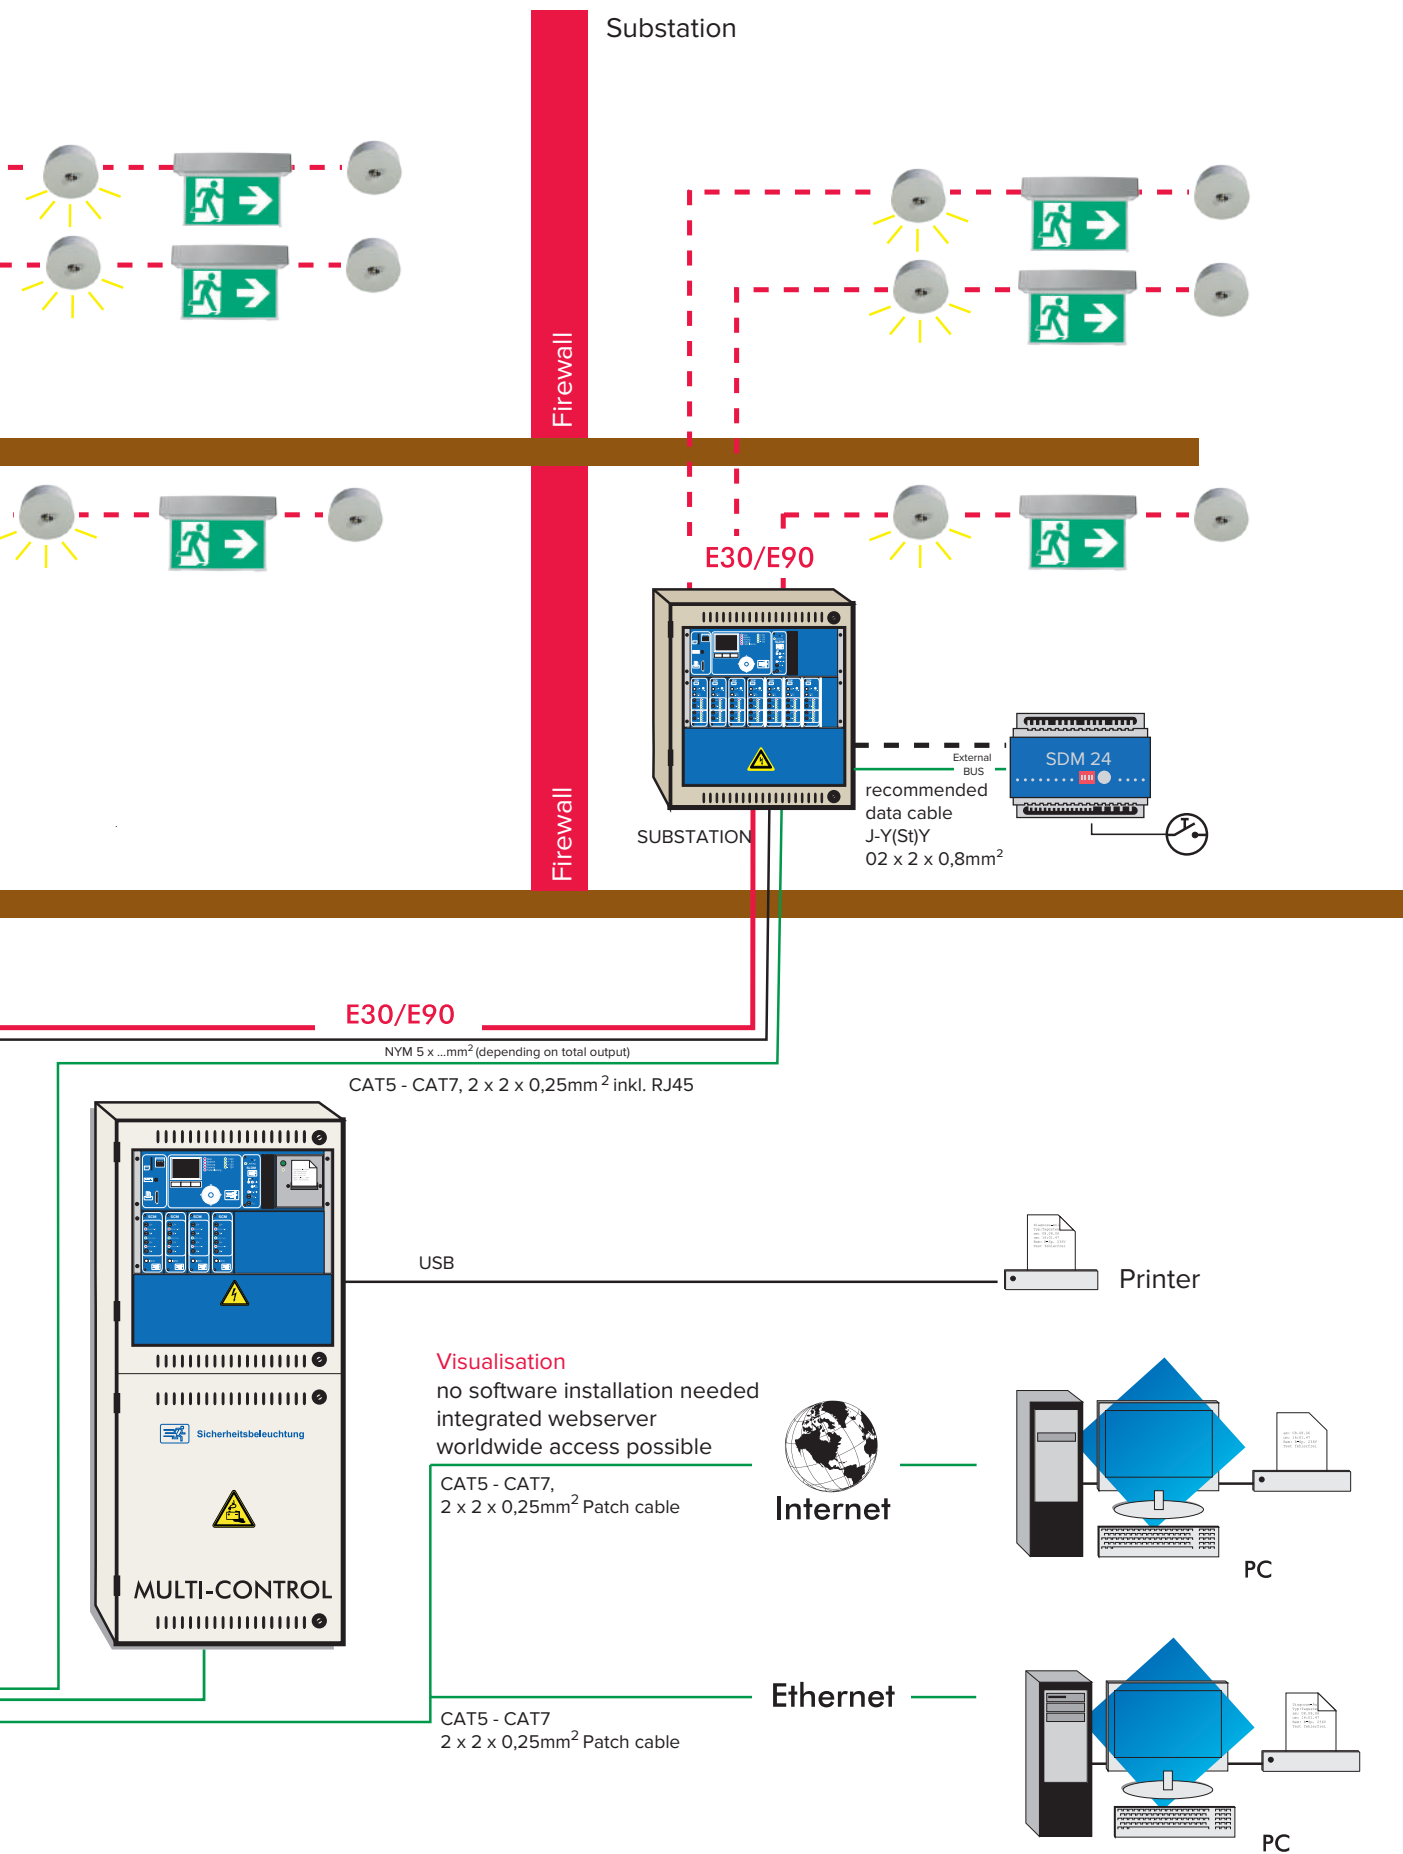 Substation
Firewall
E30/E90
Firewall
SUBSTATION
External
BUS
SDM 24
recommended
data cable
J-Y(St)Y
02 x 2 x 0,8mm²
E30/E90
NYM 5 x ...mm² (depending on total output)
CAT5 - CAT7, 2 x 2 x 0,25mm² inkl. RJ45
USB
Printer
Visualisation
no software installation needed
integrated webserver
worldwide access possible
CAT5 - CAT7,
2 x 2 x 0,25mm² Patch cable
Internet
PC
Sicherheitsbeleuchtung
MULTI-CONTROL
Ethernet
CAT5 - CAT7
2 x 2 x 0,25mm² Patch cable
PC